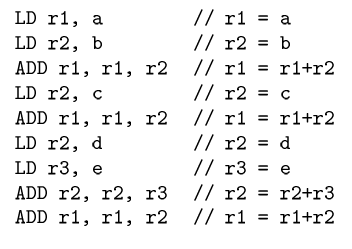 LD r1, a // r1 = a
LD r2, b // r2 = b
ADD r1, r1, r2 // r1 = r1+r2
LD r2, c // r2 = c
ADD r1, r1, r2 // r1 = r1+r2
LD r2, d // r2 = d
LD r3, e // r3 = e
ADD r2, r2, r3 // r2 = r2+r3
ADD r1, r1, r2 // r1 = r1+r2